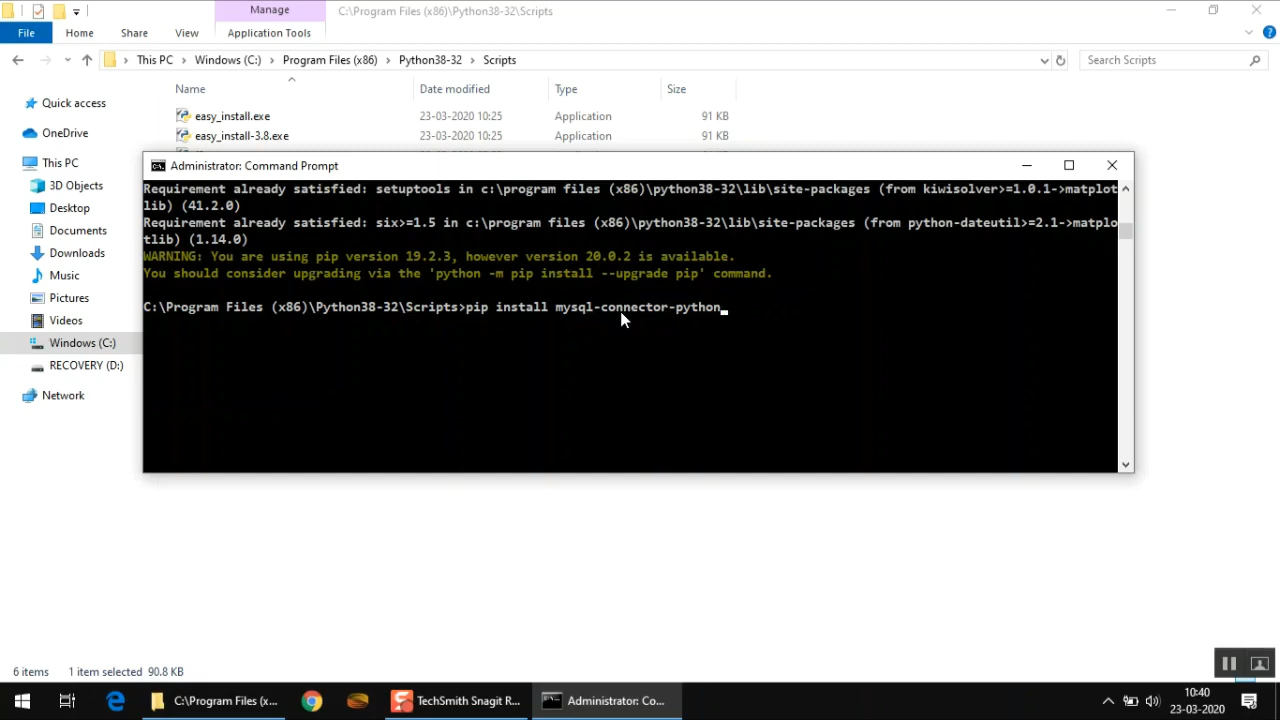 Manage
C:\Program Files (x86)\Python38-32\Scripts
File
Home
Share
View
Application Tools
This PC
Windows (C:)
Program Files (x86)
Python38-32
Scripts
Search Scripts
Name
Date modified
Type
Size
Quick access
easy_install.exe
23-03-2020 10:25
Application
91 KB
OneDrive
easy_install-3.8.exe
23-03-2020 10:25
Application
91 KB
This PC
3D Objects
Desktop
Documents
Downloads
Music
Pictures
Videos
Windows (C:)
RECOVERY (D:)
Network
Administrator: Command Prompt
Requirement already satisfied: setuptools in c:\program files (x86)\python38-32\lib\site-packages (from kiwisolver>=1.0.1->matplot
lib) (41.2.0)
Requirement already satisfied: six>=1.5 in c:\program files (x86)\python38-32\lib\site-packages (from python-dateutil>=2.1->matplo
tlib) (1.14.0)
WARNING: You are using pip version 19.2.3, however version 20.0.2 is available.
You should consider upgrading via the 'python -m pip install --upgrade pip' command.
C:\Program Files (x86)\Python38-32\Scripts>pip install mysql-connector-python
6 items
1 item selected 90.8 KB
C:\Program Files (x...
TechSmith Snagit R...
Administrator: Co...
10:40
23-03-2020